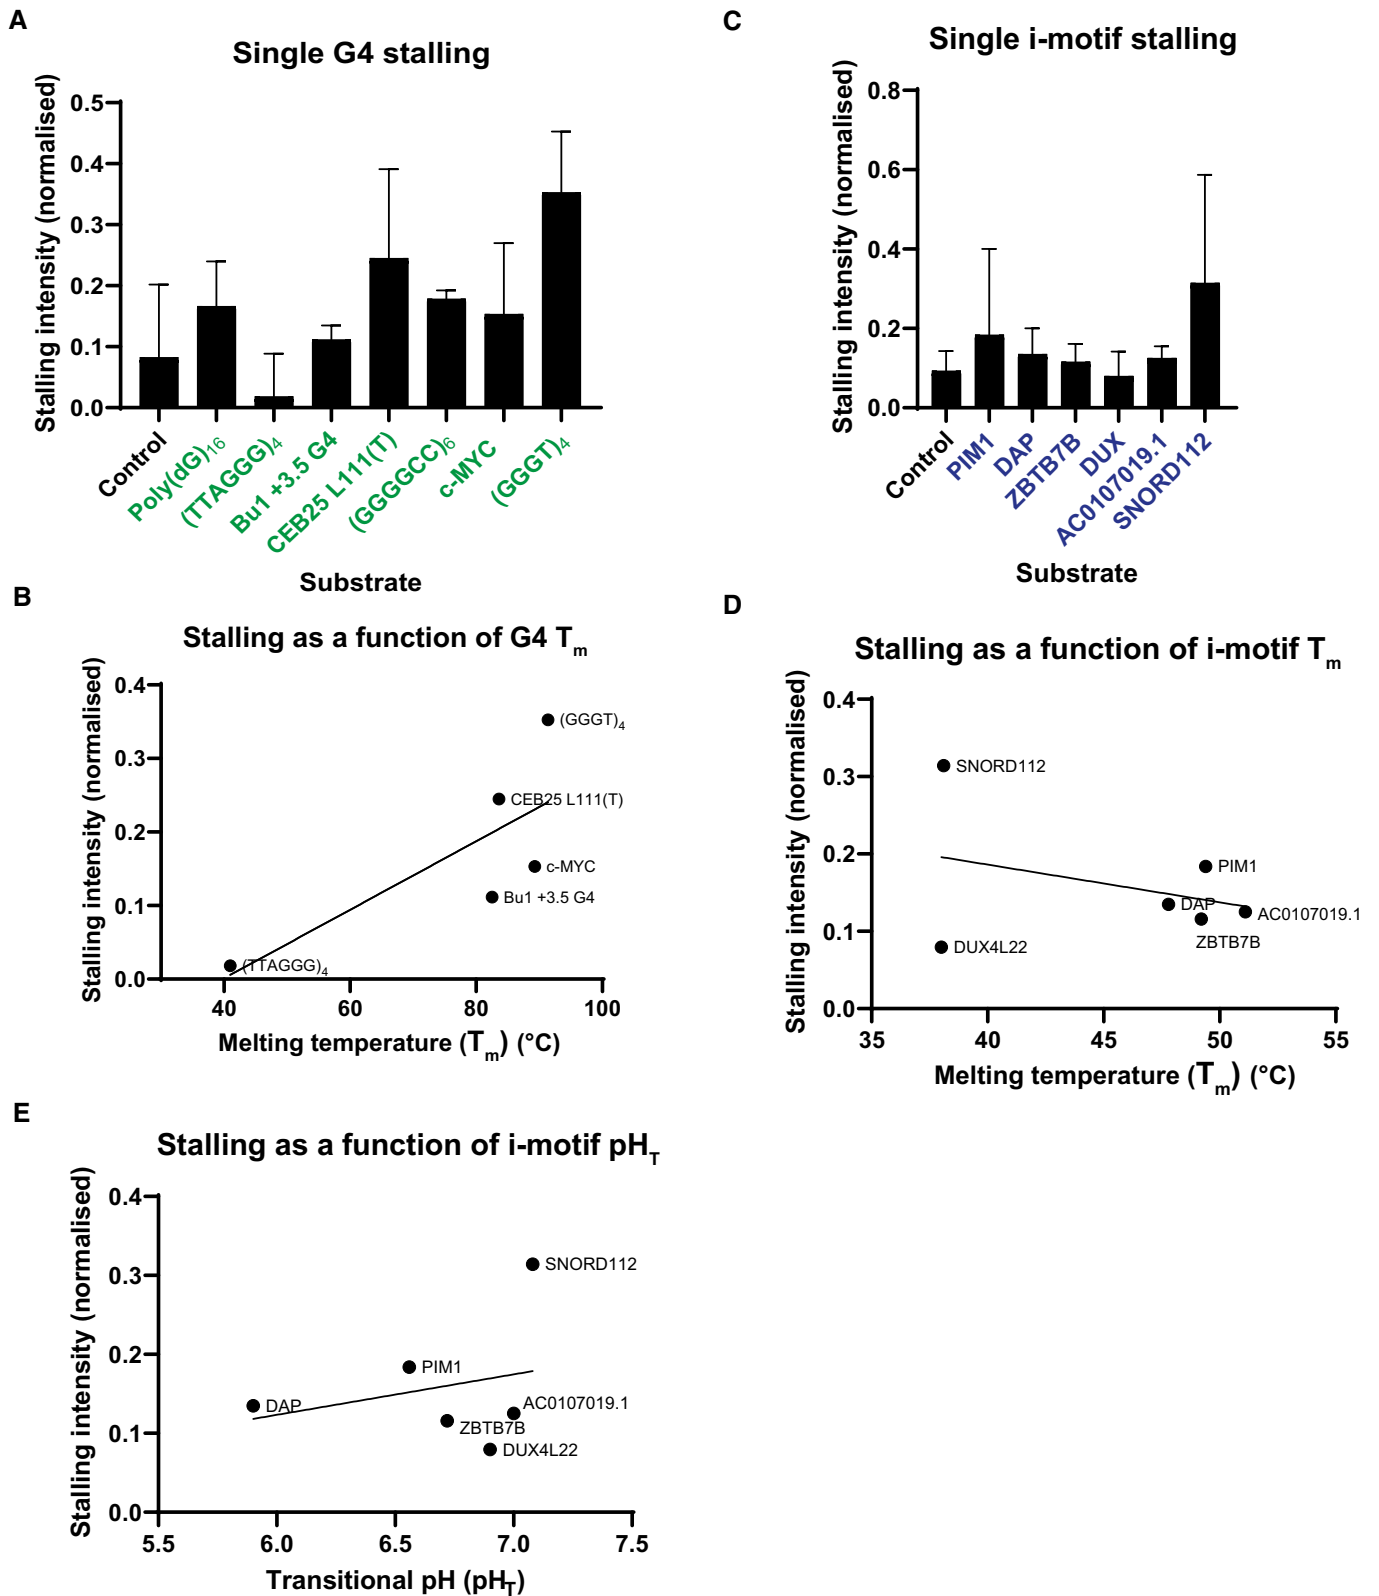 A
Single G4 stalling
Stalling intensity (normalised)
0.5
0.4
0.3
0.2
0.1
0.0
Control
Poly(dG)16
(TTAGGG)4
Bu1 +3.5 G4
CEB25 L111(T)
(GGGGCC)6
c-MYC
(GGGT)4
Substrate
C
Single i-motif stalling
Stalling intensity (normalised)
0.8
0.6
0.4
0.2
0.0
Control
PIM1
DAP
ZBTB7B
DUX
AC0107019.1
SNORD112
Substrate
B
Stalling as a function of G4 Tm
Stalling intensity (normalised)
0.4
0.3
0.2
0.1
0.0
(GGGT)4
CEB25 L111(T)
c-MYC
Bu1 +3.5 G4
(TTAGGG)4
40 60 80 100
Melting temperature (Tm) (°C)
D
Stalling as a function of i-motif Tm
Stalling intensity (normalised)
0.4
0.3
0.2
0.1
0.0
SNORD112
PIM1
DAP
AC0107019.1
ZBTB7B
DUX4L22
35 40 45 50 55
Melting temperature (Tm) (°C)
E
Stalling as a function of i-motif pHT
Stalling intensity (normalised)
0.4
0.3
0.2
0.1
0.0
SNORD112
PIM1
DAP
AC0107019.1
ZBTB7B
DUX4L22
5.5 6.0 6.5 7.0 7.5
Transitional pH (pHT)